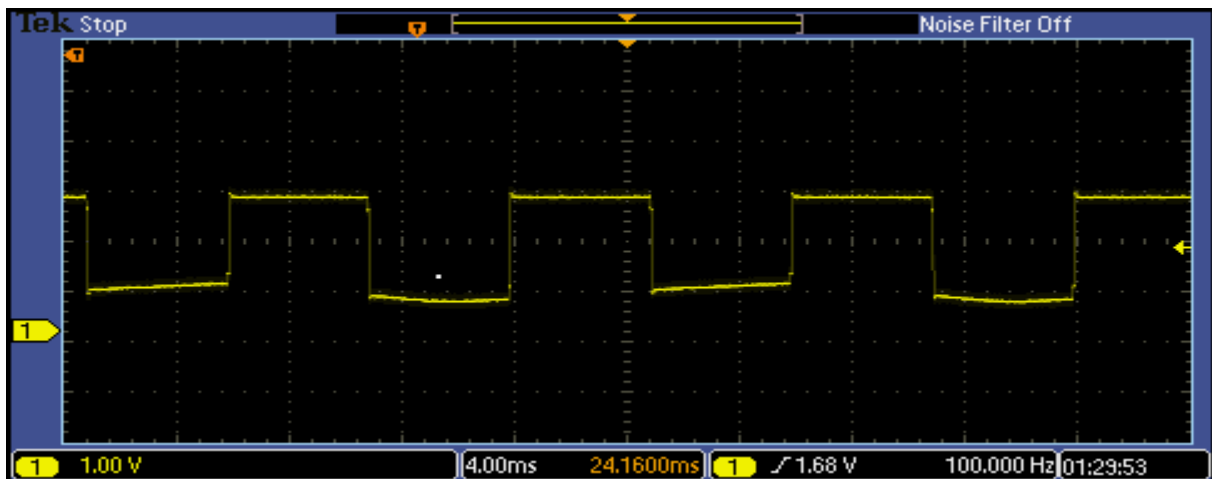 Tek Stop Noise Filter Off
T
T
1
1 1.00 V 4.00ms 24.1600ms 1 1.68 V 100.000 Hz 01:29:53